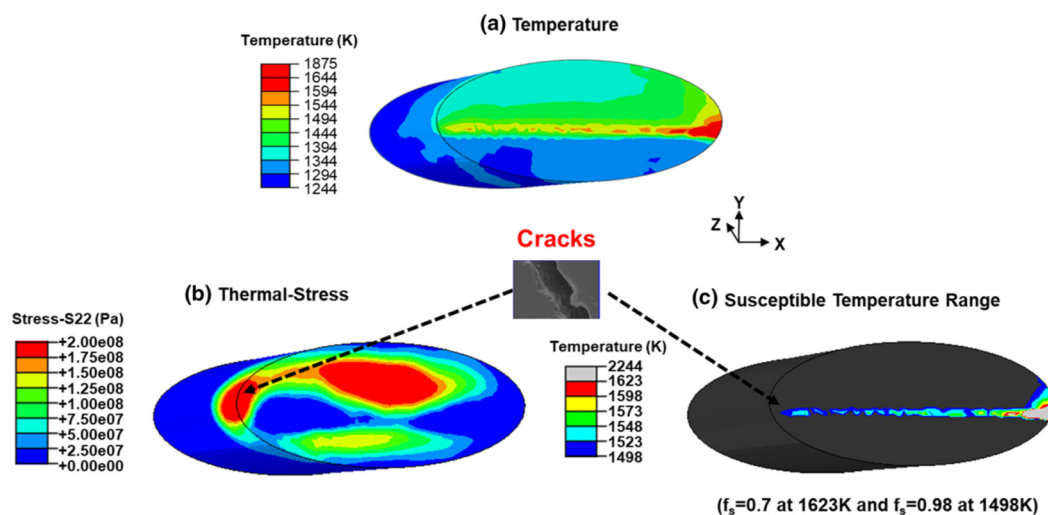 (a) Temperature
Temperature (K)
1875
1644
1594
1544
1494
1444
1394
1344
1294
1244
Y
Z
X
Cracks
(b) Thermal-Stress
Stress-S22 (Pa)
+2.00e08
+1.75e08
+1.50e08
+1.25e08
+1.00e08
+7.50e07
+5.00e07
+2.50e07
+0.00e00
(c) Susceptible Temperature Range
Temperature (K)
2244
1623
1598
1573
1548
1523
1498
(fs=0.7 at 1623K and fs=0.98 at 1498K)